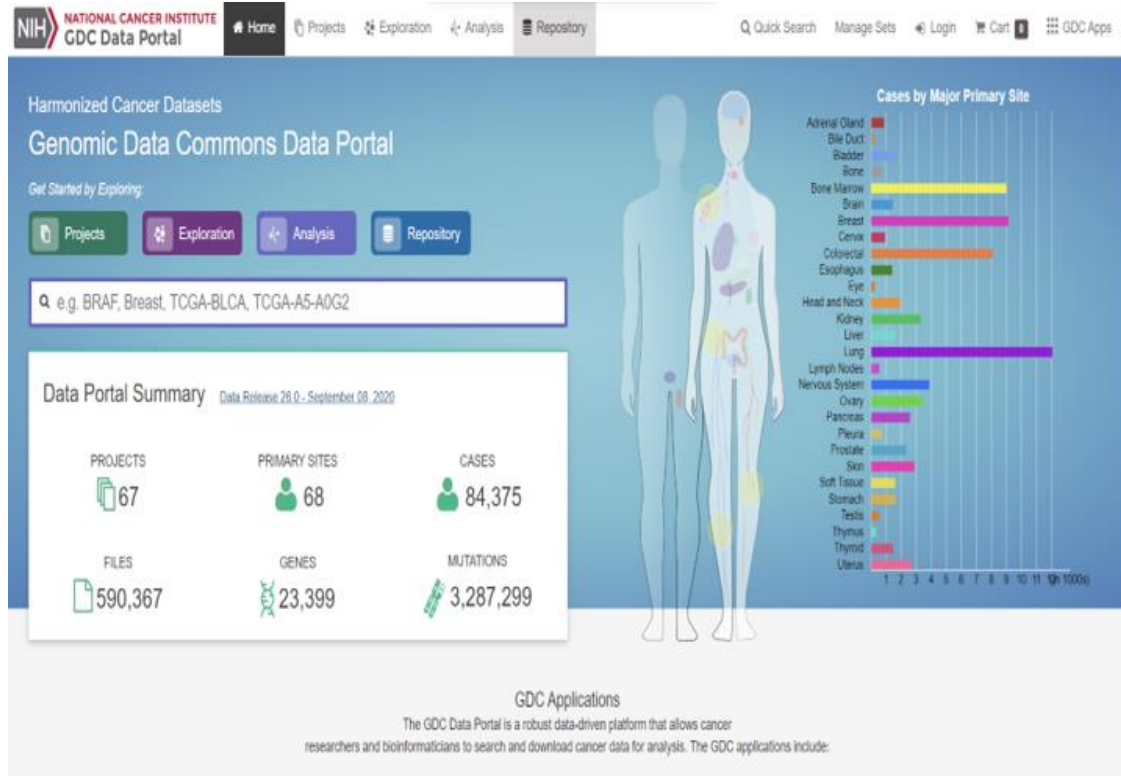 NIH NATIONAL CANCER INSTITUTE
GDC Data Portal
Home
Projects
Exploration
Analysis
Repository
Quick Search
Manage Sets
Login
Cart 0
GDC Apps
Harmonized Cancer Datasets
Genomic Data Commons Data Portal
Get Started by Exploring:
Projects
Exploration
Analysis
Repository
e.g. BRAF, Breast, TCGA-BLCA, TCGA-A5-A0G2
Data Portal Summary
Data Release 26.0 - September 08, 2020
PROJECTS
67
PRIMARY SITES
68
CASES
84,375
FILES
590,367
GENES
23,399
MUTATIONS
3,287,299
Cases by Major Primary Site
Adrenal Gland
Bile Duct
Bladder
Bone
Bone Marrow
Brain
Breast
Cervix
Colorectal
Esophagus
Eye
Head and Neck
Kidney
Liver
Lung
Lymph Nodes
Nervous System
Ovary
Pancreas
Pleura
Prostate
Skin
Soft Tissue
Stomach
Testis
Thymus
Thyroid
Uterus
1 2 3 4 5 6 7 8 9 10 11 1000s)
GDC Applications
The GDC Data Portal is a robust data-driven platform that allows cancer
researchers and bioinformaticians to search and download cancer data for analysis. The GDC applications include: